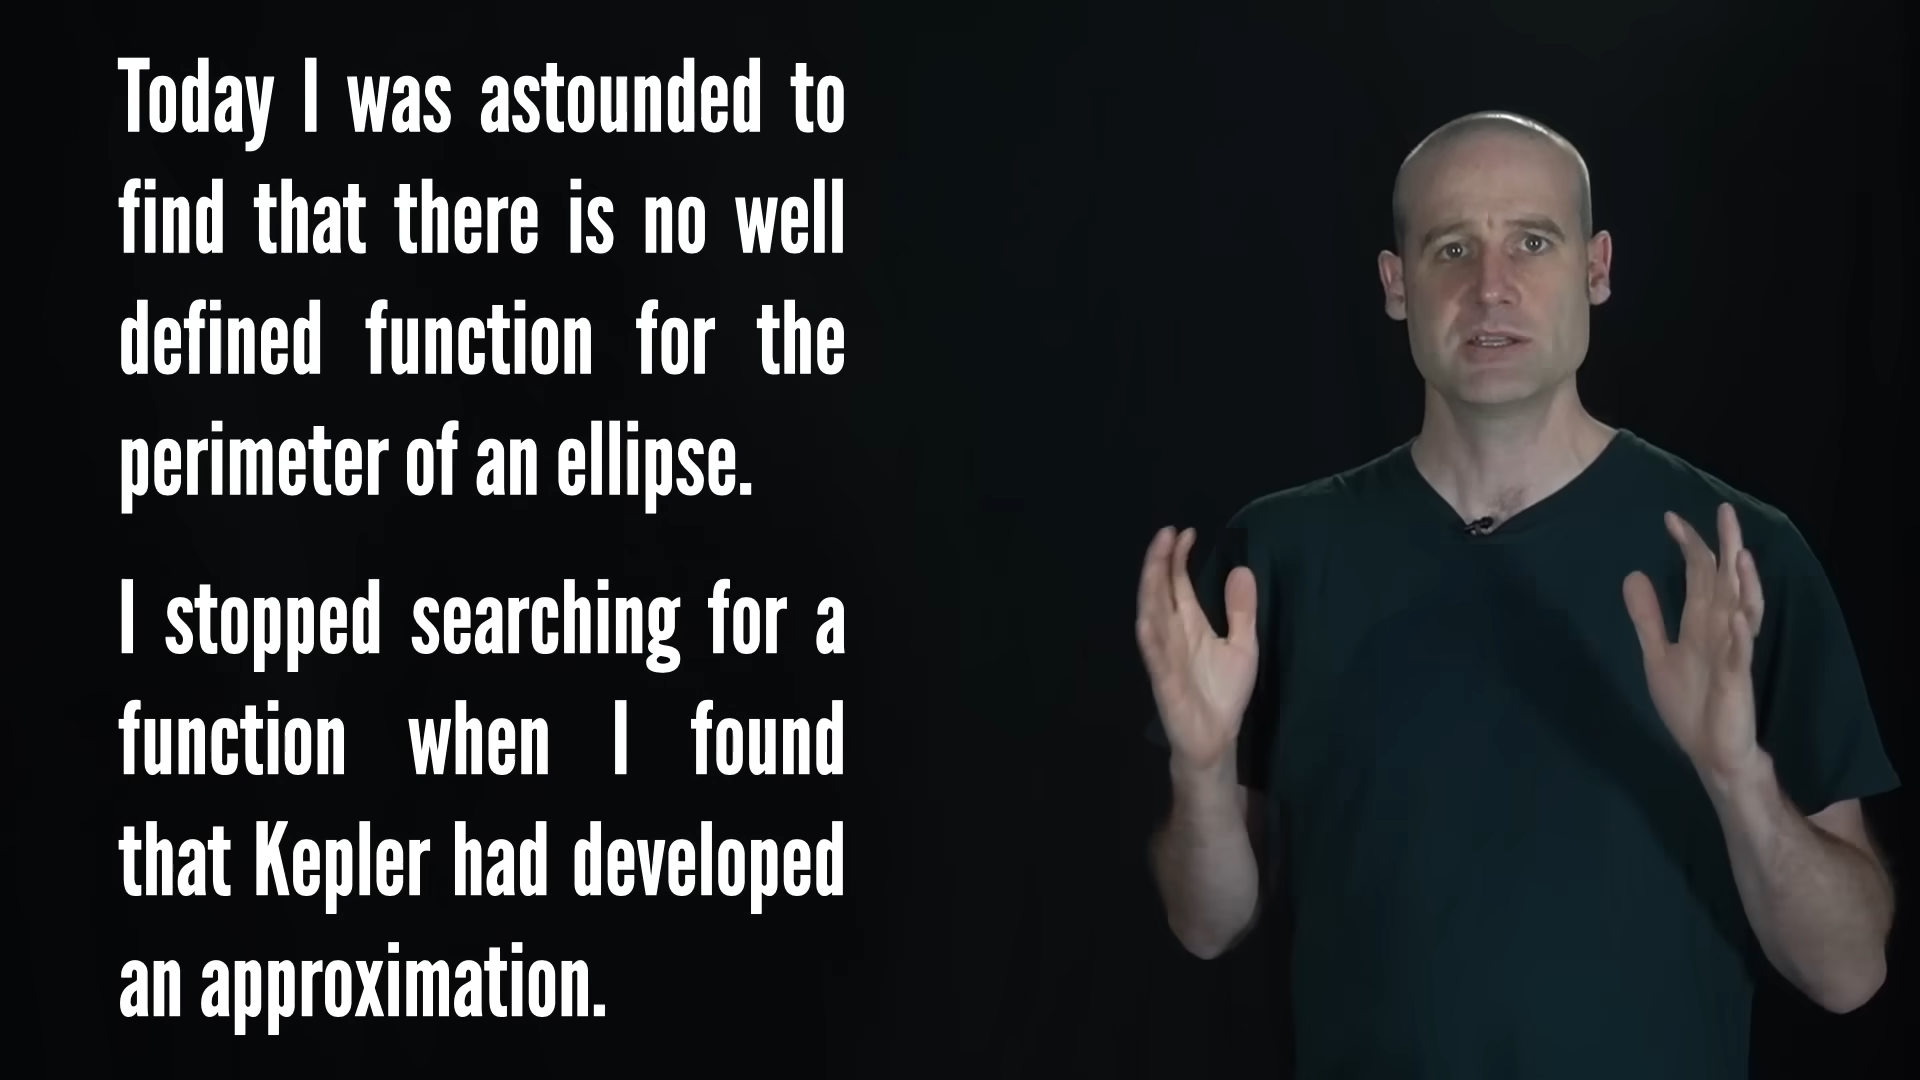 Today I was astounded to
find that there is no well
defined function for the
perimeter of an ellipse.
I stopped searching for a
function when I found
that Kepler had developed
an approximation.